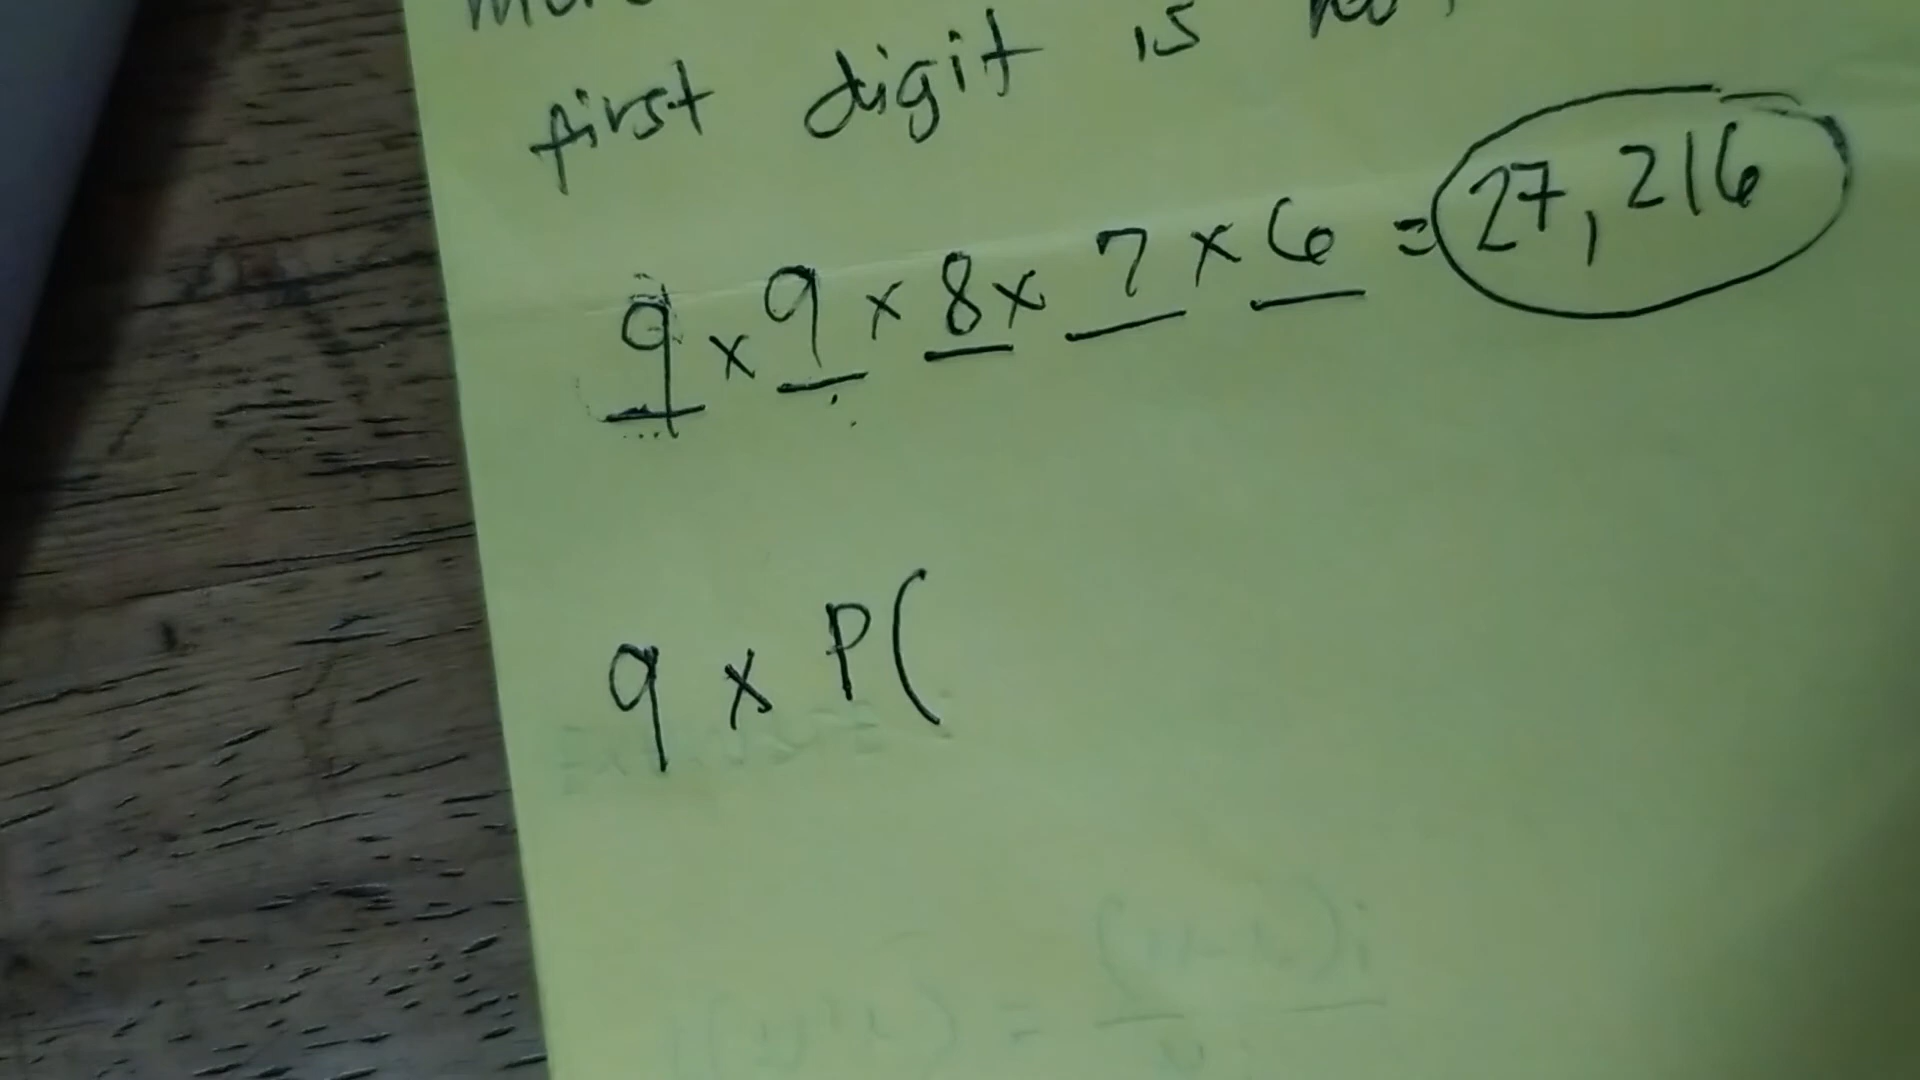 first digit is
9 x 9 x 8 x 7 x 6 = 27,216
9 x P(